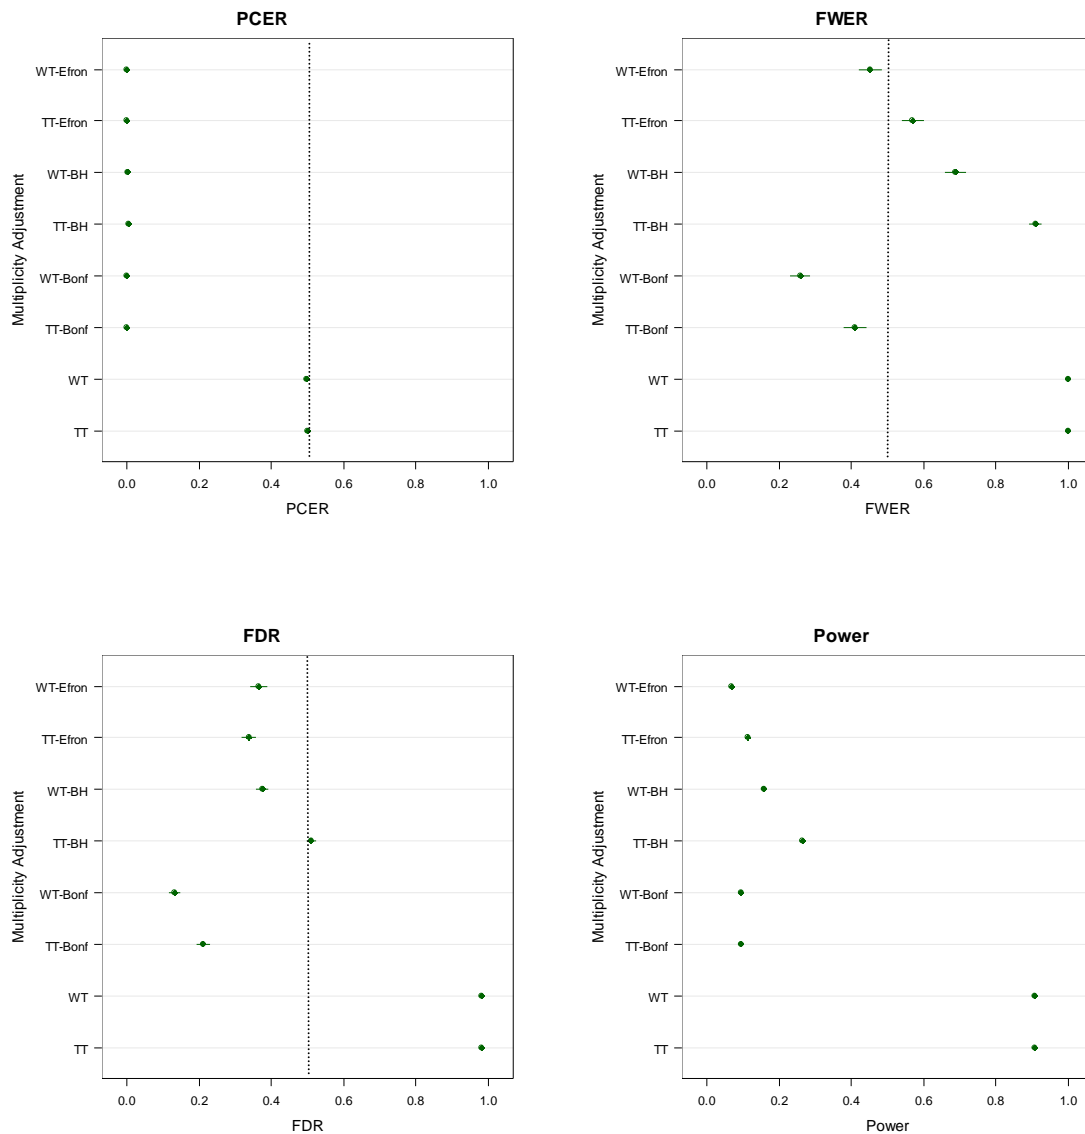 PCER
Multiplicity Adjustment
WT-Efron
TT-Efron
WT-BH
TT-BH
WT-Bonf
TT-Bonf
WT
TT
0.0 0.2 0.4 0.6 0.8 1.0
PCER
FWER
Multiplicity Adjustment
WT-Efron
TT-Efron
WT-BH
TT-BH
WT-Bonf
TT-Bonf
WT
TT
0.0 0.2 0.4 0.6 0.8 1.0
FWER
FDR
Multiplicity Adjustment
WT-Efron
TT-Efron
WT-BH
TT-BH
WT-Bonf
TT-Bonf
WT
TT
0.0 0.2 0.4 0.6 0.8 1.0
FDR
Power
Multiplicity Adjustment
WT-Efron
TT-Efron
WT-BH
TT-BH
WT-Bonf
TT-Bonf
WT
TT
0.0 0.2 0.4 0.6 0.8 1.0
Power